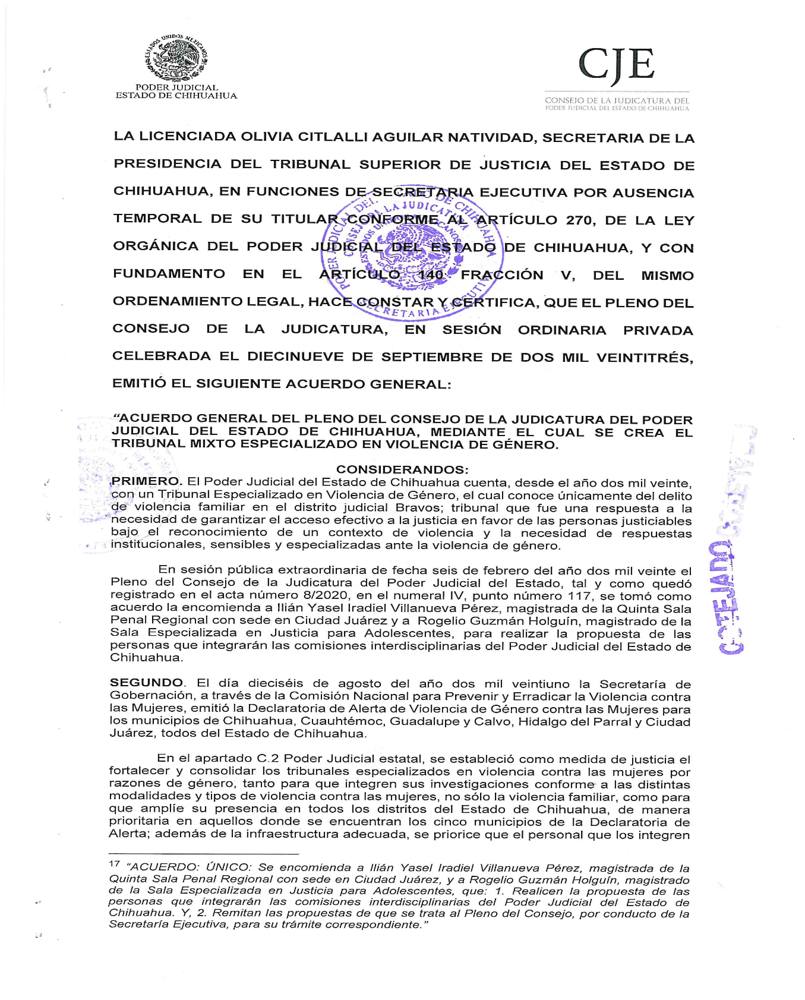 ESTADOS UNIDOS MEXICANOS
PODER JUDICIAL
ESTADO DE CHIHUAHUA
CJE
CONSEJO DE LA JUDICATURA DEL
PODER JUDICIAL DEL ESTADO DE CHIHUAHUA
LA LICENCIADA OLIVIA CITLALLI AGUILAR NATIVIDAD, SECRETARIA DE LA
PRESIDENCIA DEL TRIBUNAL SUPERIOR DE JUSTICIA DEL ESTADO DE
CHIHUAHUA, EN FUNCIONES DE SECRETARIA EJECUTIVA POR AUSENCIA
TEMPORAL DE SU TITULAR CONFORME AL ARTÍCULO 270, DE LA LEY
ORGÁNICA DEL PODER JUDICIAL DEL ESTADO DE CHIHUAHUA, Y CON
FUNDAMENTO EN EL ARTÍCULO 140 FRACCIÓN V, DEL MISMO
ORDENAMIENTO LEGAL, HACE CONSTAR Y CERTIFICA, QUE EL PLENO DEL
CONSEJO DE LA JUDICATURA, EN SESIÓN ORDINARIA PRIVADA
CELEBRADA EL DIECINUEVE DE SEPTIEMBRE DE DOS MIL VEINTITRÉS,
EMITIÓ EL SIGUIENTE ACUERDO GENERAL:
PODER JUDICIAL DEL ESTADO DE CHIHUAHUA
CONSEJO DE LA JUDICATURA
ESTADOS UNIDOS MEXICANOS
SECRETARIA EJECUTIVA
“ACUERDO GENERAL DEL PLENO DEL CONSEJO DE LA JUDICATURA DEL PODER
JUDICIAL DEL ESTADO DE CHIHUAHUA, MEDIANTE EL CUAL SE CREA EL
TRIBUNAL MIXTO ESPECIALIZADO EN VIOLENCIA DE GÉNERO.
CONSIDERANDOS:
PRIMERO. El Poder Judicial del Estado de Chihuahua cuenta, desde el año dos mil veinte,
con un Tribunal Especializado en Violencia de Género, el cual conoce únicamente del delito
de violencia familiar en el distrito judicial Bravos; tribunal que fue una respuesta a la
necesidad de garantizar el acceso efectivo a la justicia en favor de las personas justiciables
bajo el reconocimiento de un contexto de violencia y la necesidad de respuestas
institucionales, sensibles y especializadas ante la violencia de género.
En sesión pública extraordinaria de fecha seis de febrero del año dos mil veinte el
Pleno del Consejo de la Judicatura del Poder Judicial del Estado, tal y como quedó
registrado en el acta número 8/2020, en el numeral IV, punto número 117, se tomó como
acuerdo la encomienda a Ilián Yasel Iradiel Villanueva Pérez, magistrada de la Quinta Sala
Penal Regional con sede en Ciudad Juárez y a Rogelio Guzmán Holguín, magistrado de la
Sala Especializada en Justicia para Adolescentes, para realizar la propuesta de las
personas que integrarán las comisiones interdisciplinarias del Poder Judicial del Estado de
Chihuahua.
COTEJADO
SEGUNDO. El día dieciséis de agosto del año dos mil veintiuno la Secretaría de
Gobernación, a través de la Comisión Nacional para Prevenir y Erradicar la Violencia contra
las Mujeres, emitió la Declaratoria de Alerta de Violencia de Género contra las Mujeres para
los municipios de Chihuahua, Cuauhtémoc, Guadalupe y Calvo, Hidalgo del Parral y Ciudad
Juárez, todos del Estado de Chihuahua.
En el apartado C.2 Poder Judicial estatal, se estableció como medida de justicia el
fortalecer y consolidar los tribunales especializados en violencia contra las mujeres por
razones de género, tanto para que integren sus investigaciones conforme a las distintas
modalidades y tipos de violencia contra las mujeres, no sólo la violencia familiar, como para
que amplíe su presencia en todos los distritos del Estado de Chihuahua, de manera
prioritaria en aquellos donde se encuentran los cinco municipios de la Declaratoria de
Alerta; además de la infraestructura adecuada, se priorice que el personal que los integren
17 “ACUERDO: ÚNICO: Se encomienda a Ilián Yasel Iradiel Villanueva Pérez, magistrada de la
Quinta Sala Penal Regional con sede en Ciudad Juárez, y a Rogelio Guzmán Holguín, magistrado
de la Sala Especializada en Justicia para Adolescentes, que: 1. Realicen la propuesta de las
personas que integrarán las comisiones interdisciplinarias del Poder Judicial del Estado de
Chihuahua. Y, 2. Remitan las propuestas de que se trata al Pleno del Consejo, por conducto de la
Secretaría Ejecutiva, para su trámite correspondiente.”